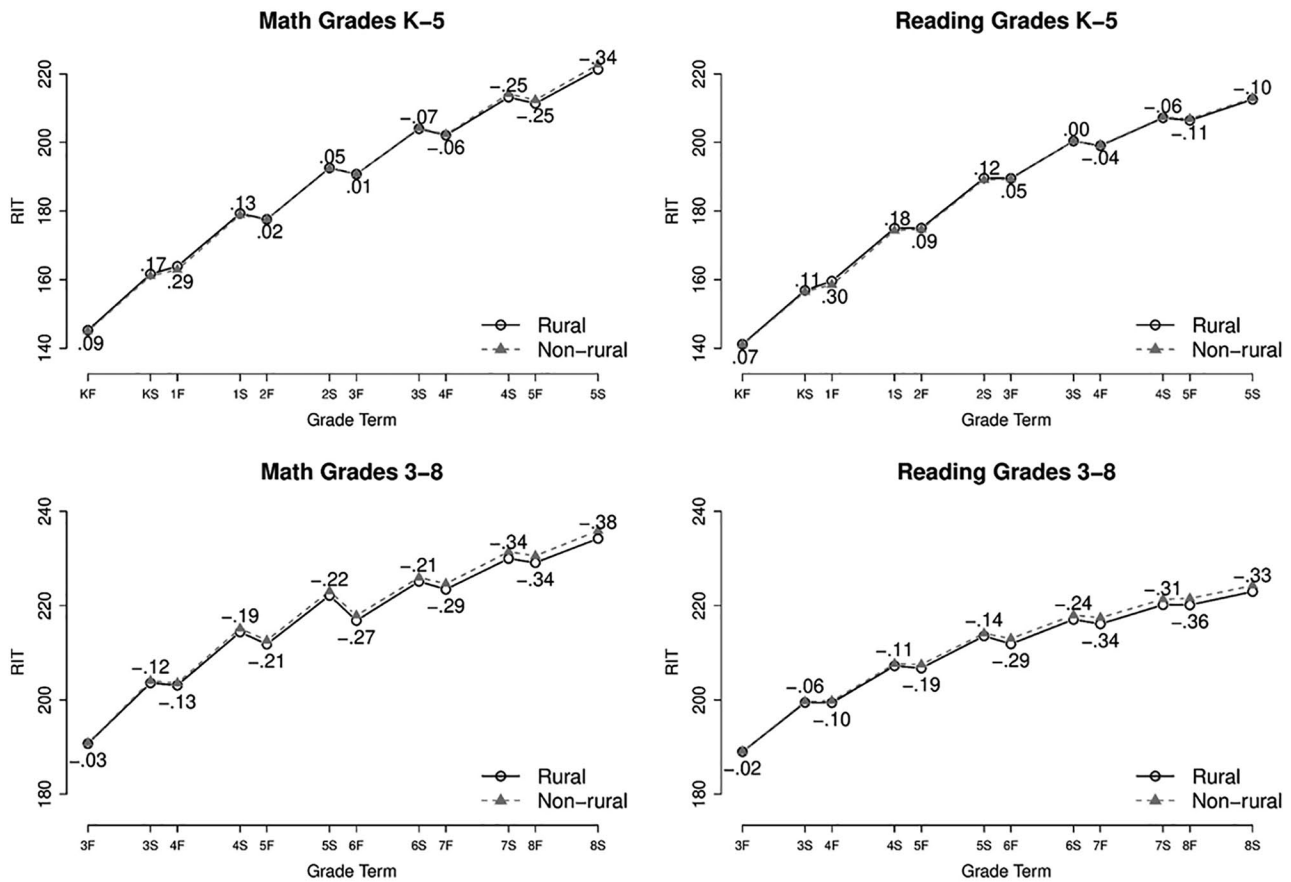 Math Grades K–5
RIT
220
200
180
160
140
.09
.17
.29
.13
.02
.05
.01
–.07
–.06
–.25
–.25
–.34
Rural
Non–rural
KF KS 1F 1S 2F 2S 3F 3S 4F 4S 5F 5S
Grade Term
Reading Grades K–5
RIT
220
200
180
160
140
.07
.11
.30
.18
.09
.12
.05
.00
–.04
–.06
–.11
–.10
Rural
Non–rural
KF KS 1F 1S 2F 2S 3F 3S 4F 4S 5F 5S
Grade Term
Math Grades 3–8
RIT
240
220
200
180
–.03
–.12
–.13
–.19
–.21
–.22
–.27
–.21
–.29
–.34
–.34
–.38
Rural
Non–rural
3F 3S 4F 4S 5F 5S 6F 6S 7F 7S 8F 8S
Grade Term
Reading Grades 3–8
RIT
240
220
200
180
–.02
–.06
–.10
–.11
–.19
–.14
–.29
–.24
–.34
–.31
–.36
–.33
Rural
Non–rural
3F 3S 4F 4S 5F 5S 6F 6S 7F 7S 8F 8S
Grade Term